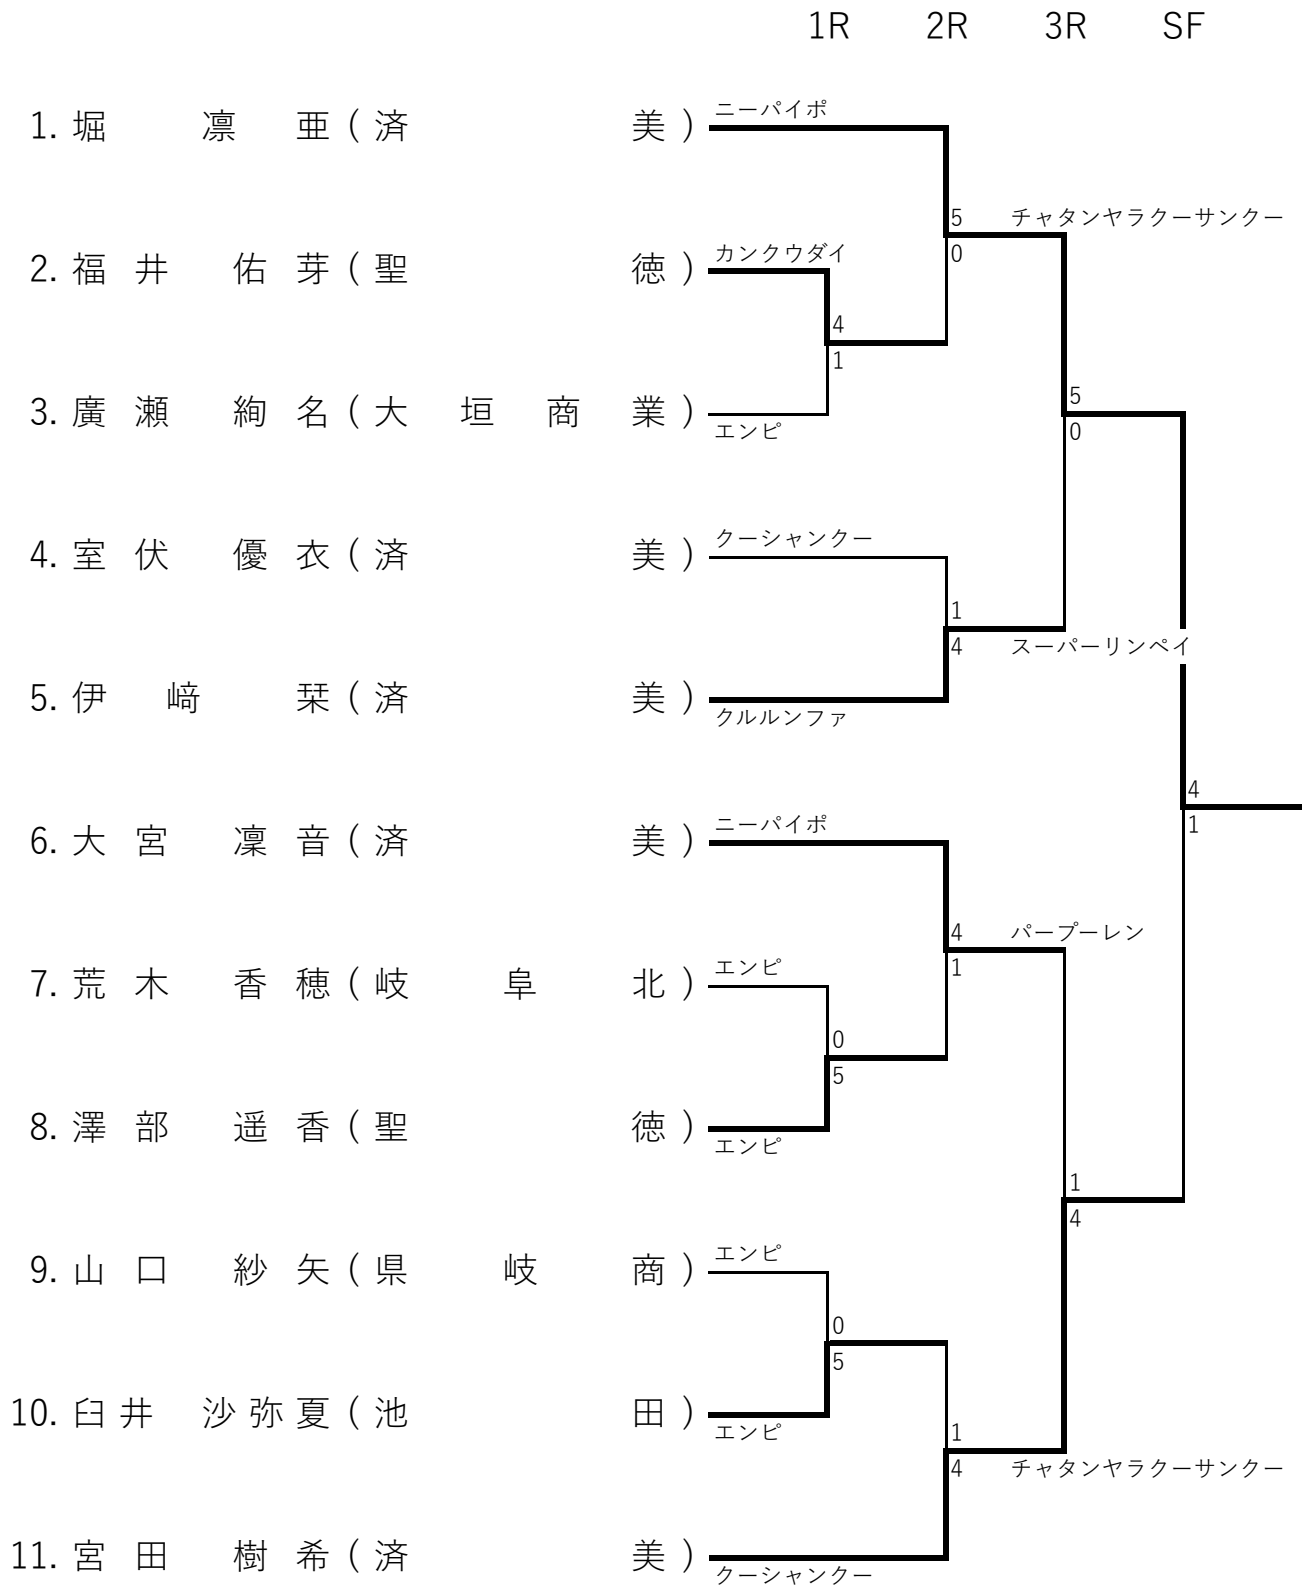 1R 2R 3R SF
ニーパイポ
1. 堀 凛 亜 ( 済 美 )
5 チャタンヤラクーサンクー
カンクウダイ
0
2. 福 井 佑 芽 ( 聖 徳 )
4
1
5
3. 廣 瀬 絢 名 ( 大 垣 商 業 )
エンピ
0
クーシャンクー
4. 室 伏 優 衣 ( 済 美 )
1
4 スーパーリンペイ
5. 伊 﨑 栞 ( 済 美 )
クルルンファ
4
ニーパイポ
1
6. 大 宮 凜 音 ( 済 美 )
4 パープーレン
エンピ
1
7. 荒 木 香 穂 ( 岐 阜 北 )
0
5
8. 澤 部 遥 香 ( 聖 徳 )
エンピ
1
4
エンピ
9. 山 口 紗 矢 ( 県 岐 商 )
0
5
10. 臼 井 沙 弥 夏 ( 池 田 )
エンピ
1
4 チャタンヤラクーサンクー
11. 宮 田 樹 希 ( 済 美 )
クーシャンクー